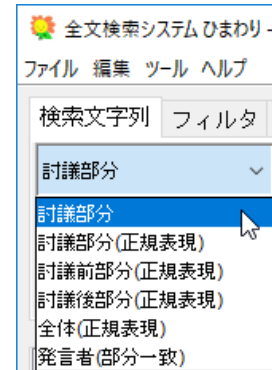 全文検索システム ひまわり -
ファイル 編集 ツール ヘルプ
検索文字列 フィルタ
討議部分
討議部分
討議部分(正規表現)
討議前部分(正規表現)
討議後部分(正規表現)
全体(正規表現)
発言者(部分一致)